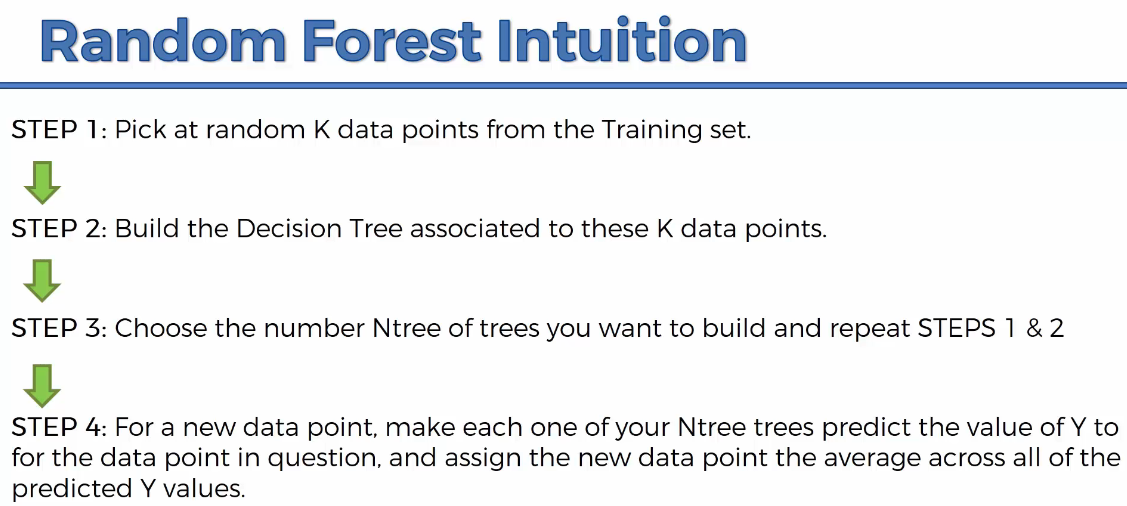 Random Forest Intuition
STEP 1: Pick at random K data points from the Training set.
STEP 2: Build the Decision Tree associated to these K data points.
STEP 3: Choose the number Ntree of trees you want to build and repeat STEPS 1 & 2
STEP 4: For a new data point, make each one of your Ntree trees predict the value of Y to
for the data point in question, and assign the new data point the average across all of the
predicted Y values.